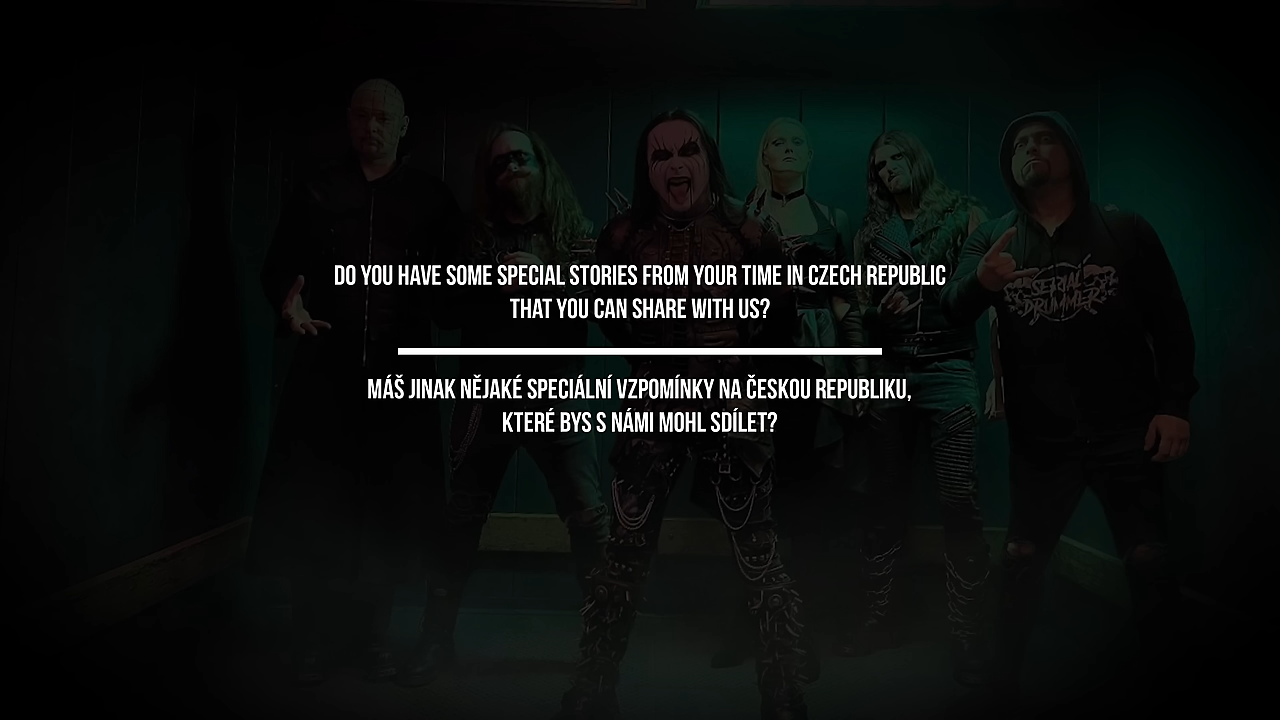 DO YOU HAVE SOME SPECIAL STORIES FROM YOUR TIME IN CZECH REPUBLIC
THAT YOU CAN SHARE WITH US?
MÁŠ JINAK NĚJAKÉ SPECIÁLNÍ VZPOMÍNKY NA ČESKOU REPUBLIKU,
KTERÉ BYS S NÁMI MOHL SDÍLET?
SERIAL
DRUMMER